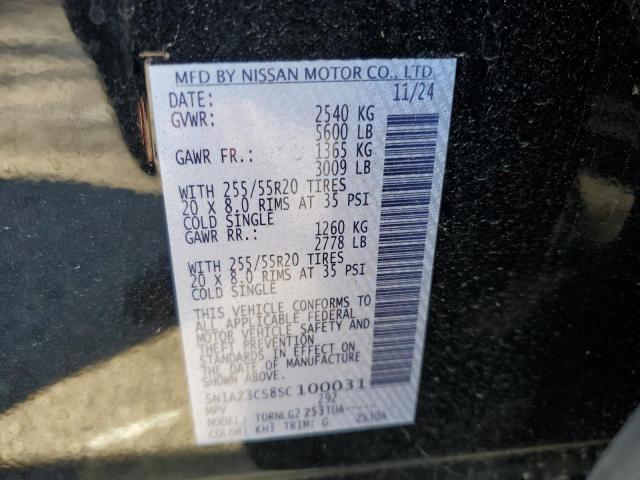 MFD BY NISSAN MOTOR CO., LTD.
DATE: 11/24
GVWR: 2540 KG
5600 LB
GAWR FR.: 1365 KG
3009 LB
WITH 255/55R20 TIRES
20 X 8.0 RIMS AT 35 PSI
COLD SINGLE
GAWR RR.: 1260 KG
2778 LB
WITH 255/55R20 TIRES
20 X 8.0 RIMS AT 35 PSI
COLD SINGLE
THIS VEHICLE CONFORMS TO
ALL APPLICABLE FEDERAL
MOTOR VEHICLE SAFETY AND
THEFT PREVENTION
STANDARDS IN EFFECT ON
THE DATE OF MANUFACTURE
SHOWN ABOVE.
5N1AZ3CS8SC100031
MPV 292
MODEL: TDRNLG2 ZS3TUA-----
COLOR: KH3 TRIM: G ZS3UA